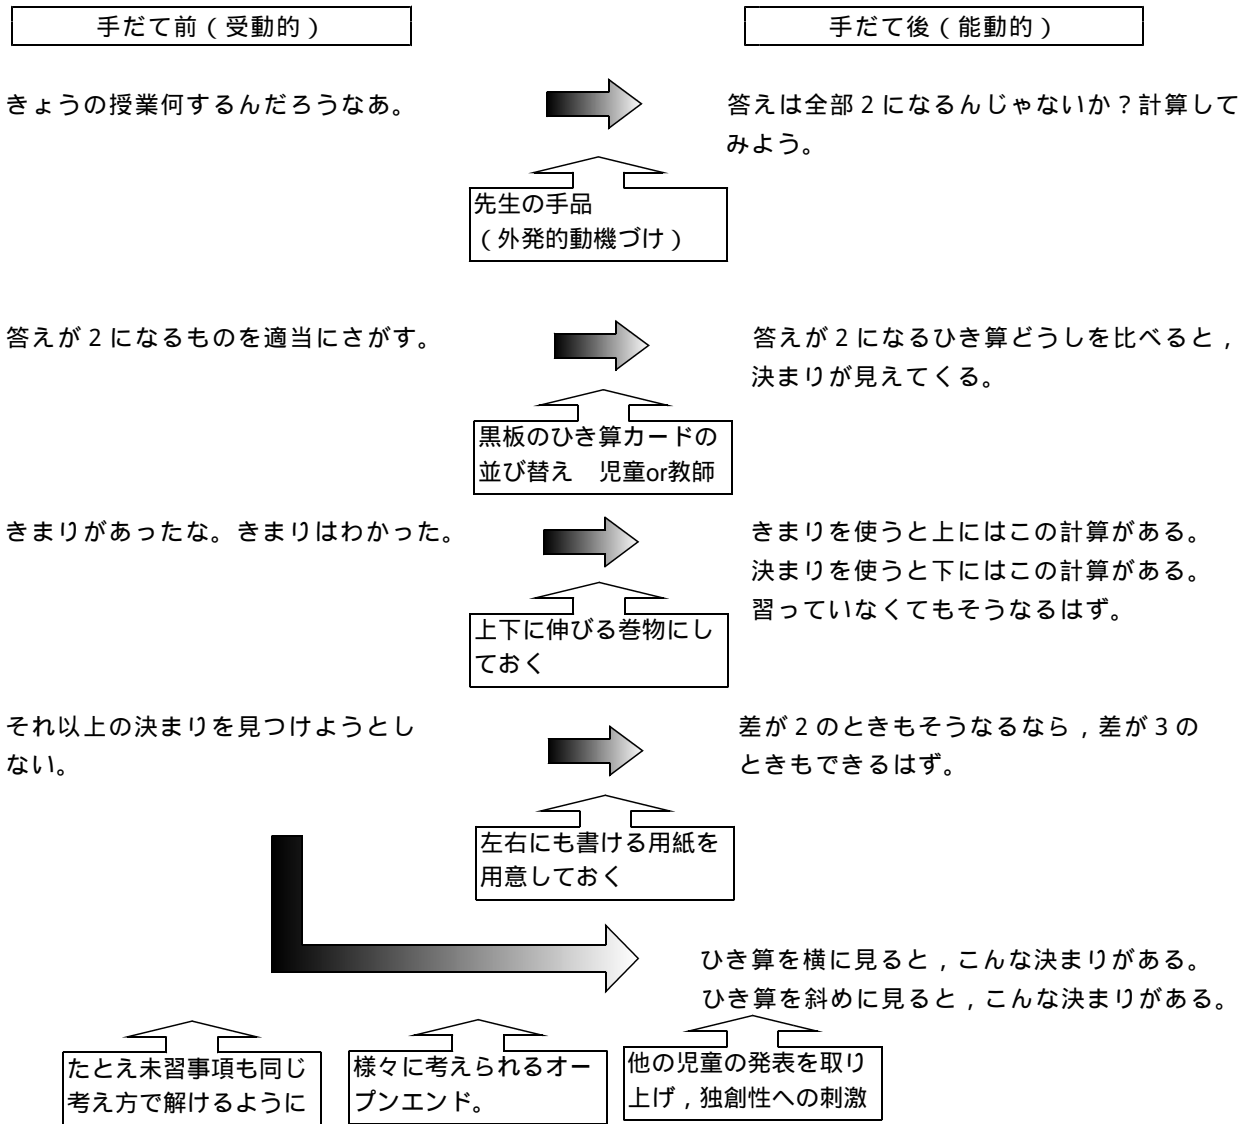 手だて前（受動的）
手だて後（能動的）
きょうの授業何するんだろうなあ。
答えは全部２になるんじゃないか？計算して
みよう。
先生の手品
（外発的動機づけ）
答えが２になるものを適当にさがす。
答えが２になるひき算どうしを比べると，
決まりが見えてくる。
黒板のひき算カードの
並び替え　児童or教師
きまりがあったな。きまりはわかった。
きまりを使うと上にはこの計算がある。
決まりを使うと下にはこの計算がある。
習っていなくてもそうなるはず。
上下に伸びる巻物にし
ておく
それ以上の決まりを見つけようとし
ない。
差が２のときもそうなるなら，差が３の
ときもできるはず。
左右にも書ける用紙を
用意しておく
ひき算を横に見ると，こんな決まりがある。
ひき算を斜めに見ると，こんな決まりがある。
たとえ未習事項も同じ
考え方で解けるように
様々に考えられるオー
プンエンド。
他の児童の発表を取り
上げ，独創性への刺激